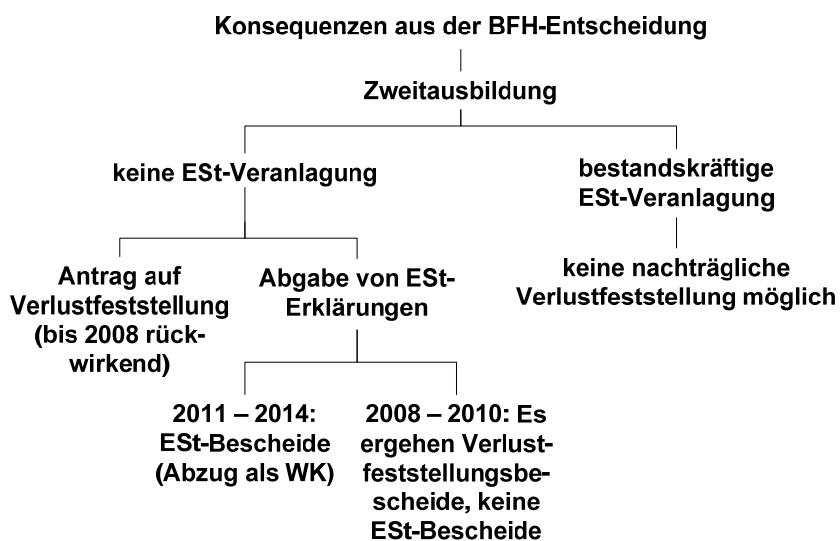 Konsequenzen aus der BFH-Entscheidung
Zweitausbildung
keine ESt-Veranlagung
bestandskräftige
ESt-Veranlagung
Antrag auf
Verlustfeststellung
(bis 2008 rück-
wirkend)
Abgabe von ESt-
Erklärungen
keine nachträgliche
Verlustfeststellung möglich
2011 – 2014:
ESt-Bescheide
(Abzug als WK)
2008 – 2010: Es
ergehen Verlust-
feststellungsbe-
scheide, keine
ESt-Bescheide